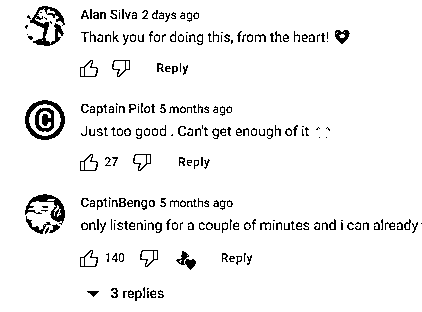 Alan Silva 2 days ago
Thank you for doing this, from the heart!
Reply
Captain Pilot 5 months ago
Just too good . Can't get enough of it ^ ^
27 Reply
CaptinBengo 5 months ago
only listening for a couple of minutes and i can already
140 Reply
3 replies